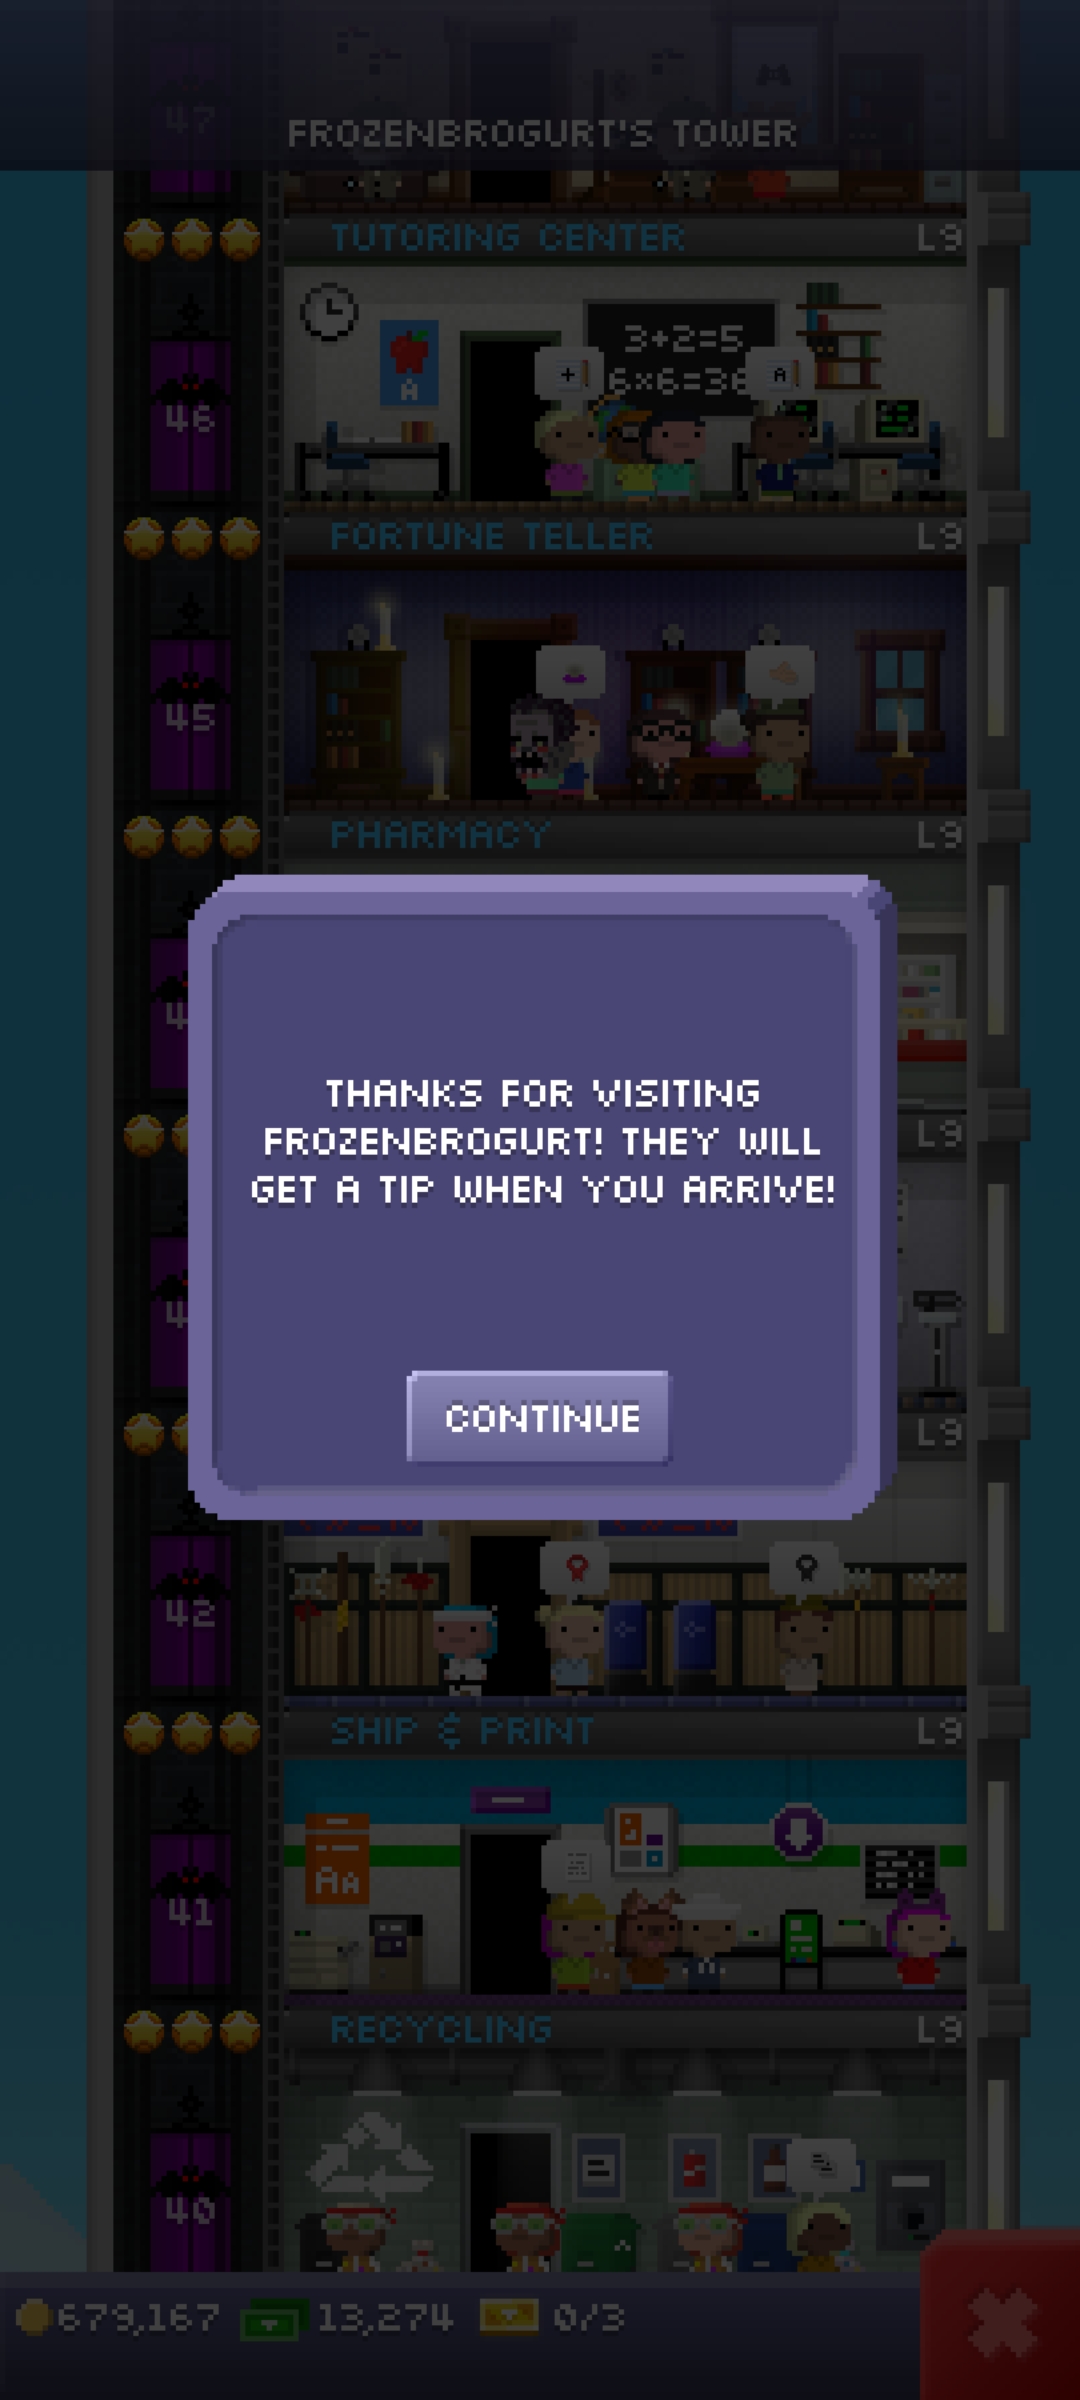 47
FROZENBROGURT'S TOWER
TUTORING CENTER L9
3+2=5
6×6=36
A
+
A
46
FORTUNE TELLER L9
45
PHARMACY L9
L9
THANKS FOR VISITING
FROZENBROGURT! THEY WILL
GET A TIP WHEN YOU ARRIVE!
L9
CONTINUE
42
SHIP & PRINT L9
AA
41
RECYCLING L9
40
679,167 13,274 0/3